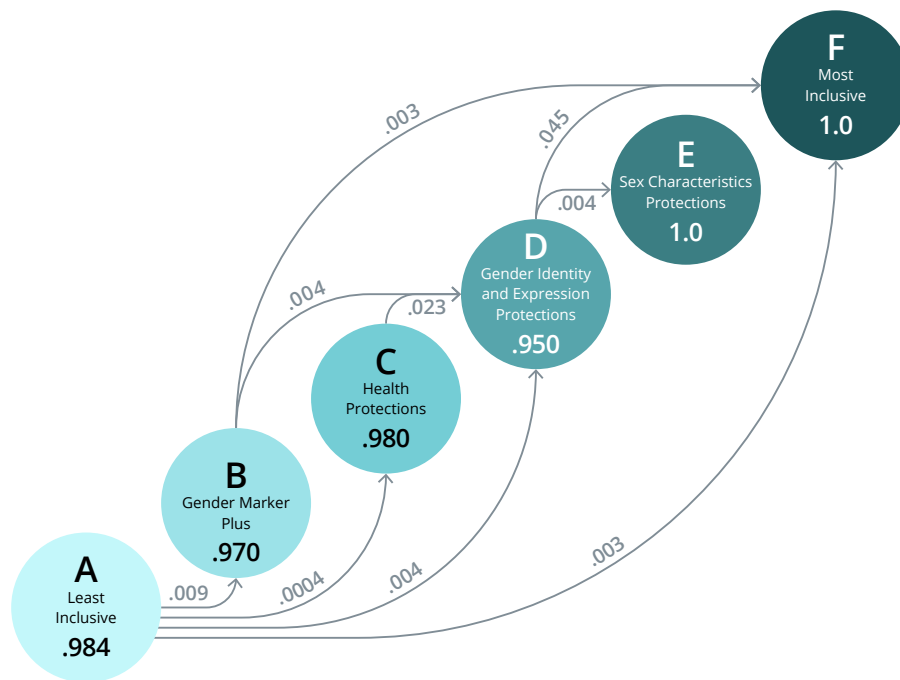 F
Most
Inclusive
1.0
.003
.045
E
Sex Characteristics
Protections
1.0
.004
D
Gender Identity
and Expression
Protections
.950
.004
.023
C
Health
Protections
.980
B
Gender Marker
Plus
.970
A
Least
Inclusive
.984
.009
.0004
.004
.003